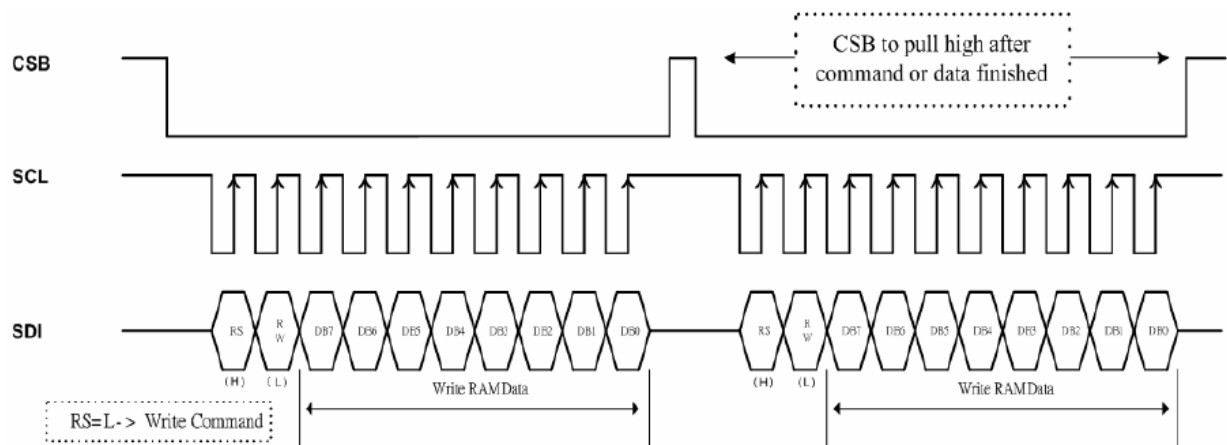 CSB
CSB to pull high after
command or data finished
SCL
SDI
RS
R
W
DB7
DB6
DB5
DB4
DB3
DB2
DB1
DB0
RS
R
W
DB7
DB6
DB5
DB4
DB3
DB2
DB1
DB0
(H)
(L)
(H)
(L)
Write RAMData
Write RAMData
RS=L-> Write Command